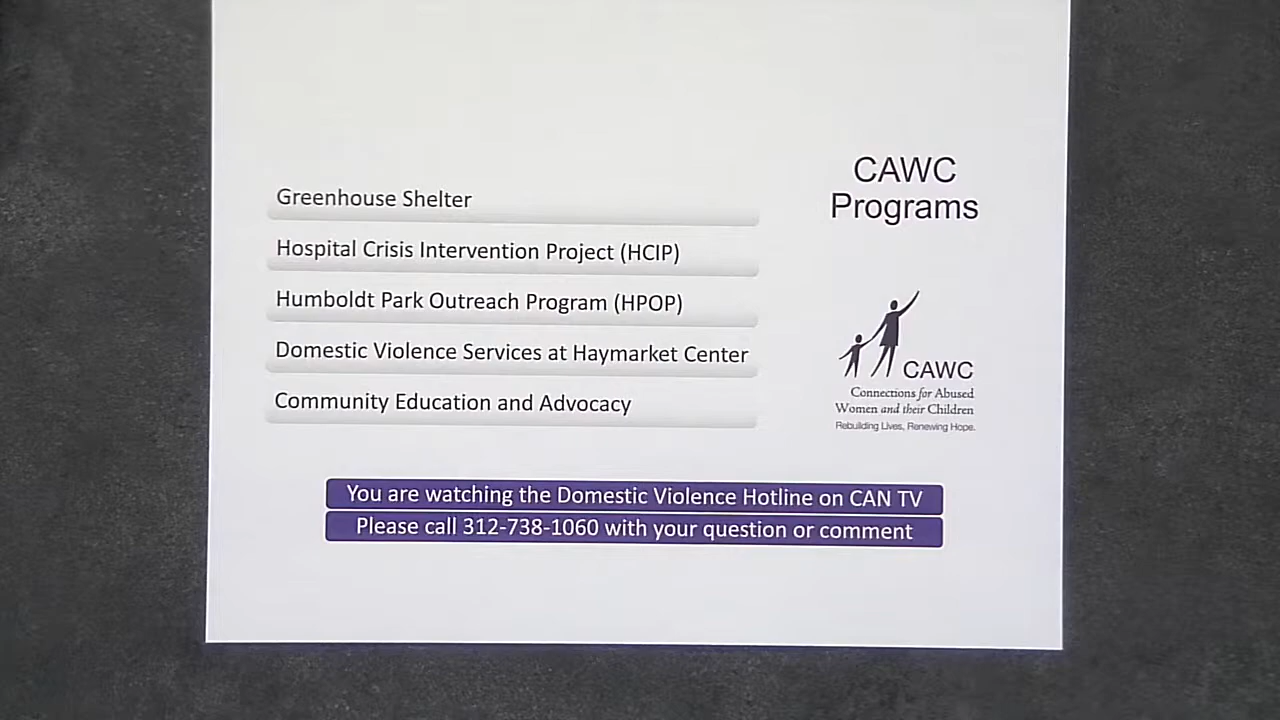 CAWC
Programs
Greenhouse Shelter
Hospital Crisis Intervention Project (HCIP)
Humboldt Park Outreach Program (HPOP)
Domestic Violence Services at Haymarket Center
Community Education and Advocacy
CAWC
Connections for Abused
Women and their Children
Rebuilding Lives, Renewing Hope.
You are watching the Domestic Violence Hotline on CAN TV
Please call 312-738-1060 with your question or comment